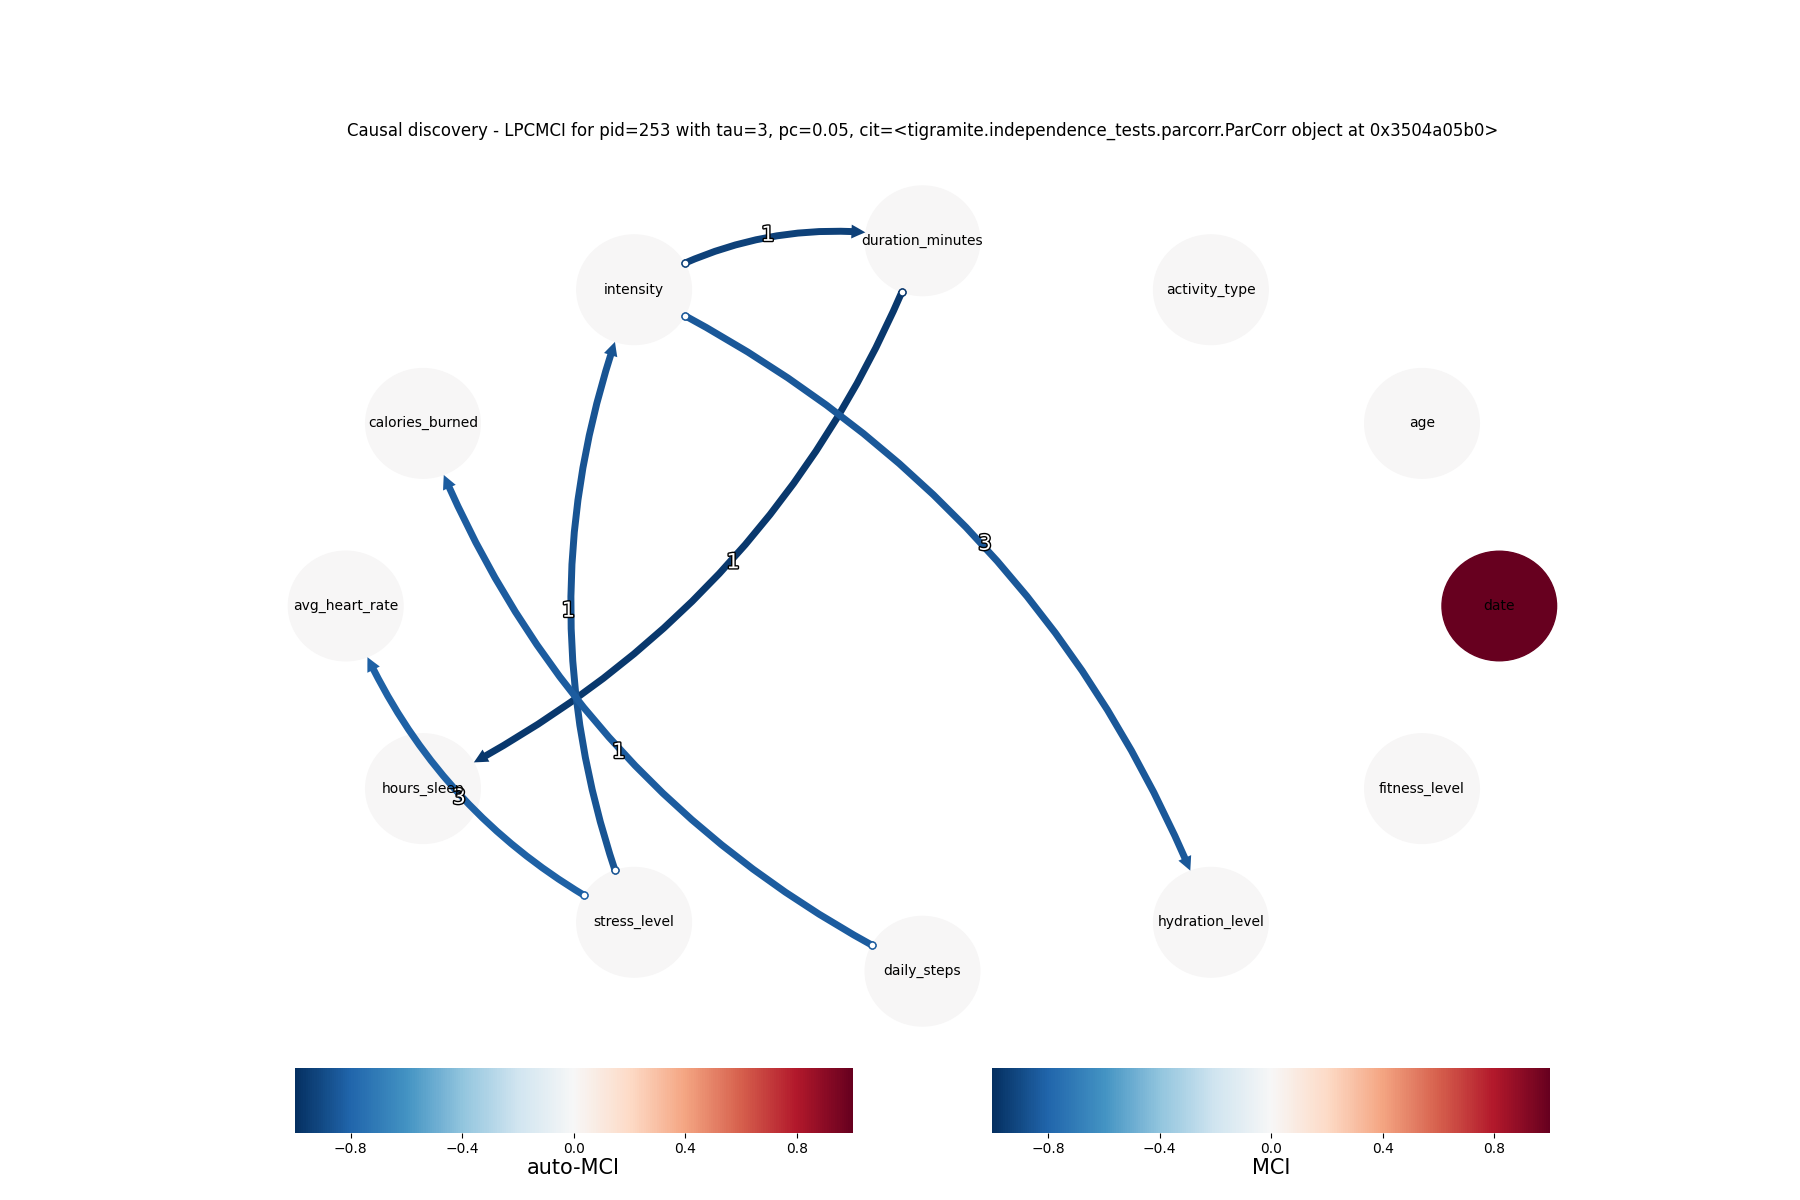 Causal discovery - LPCMCI for pid=253 with tau=3, pc=0.05, cit=<tigramite.independence_tests.parcorr.ParCorr object at 0x3504a05b0>
1
duration_minutes
intensity
activity_type
calories_burned
age
3
1
avg_heart_rate
1
date
1
hours_sleep
3
fitness_level
stress_level
hydration_level
daily_steps
−0.8 −0.4 0.0 0.4 0.8
auto-MCI
−0.8 −0.4 0.0 0.4 0.8
MCI